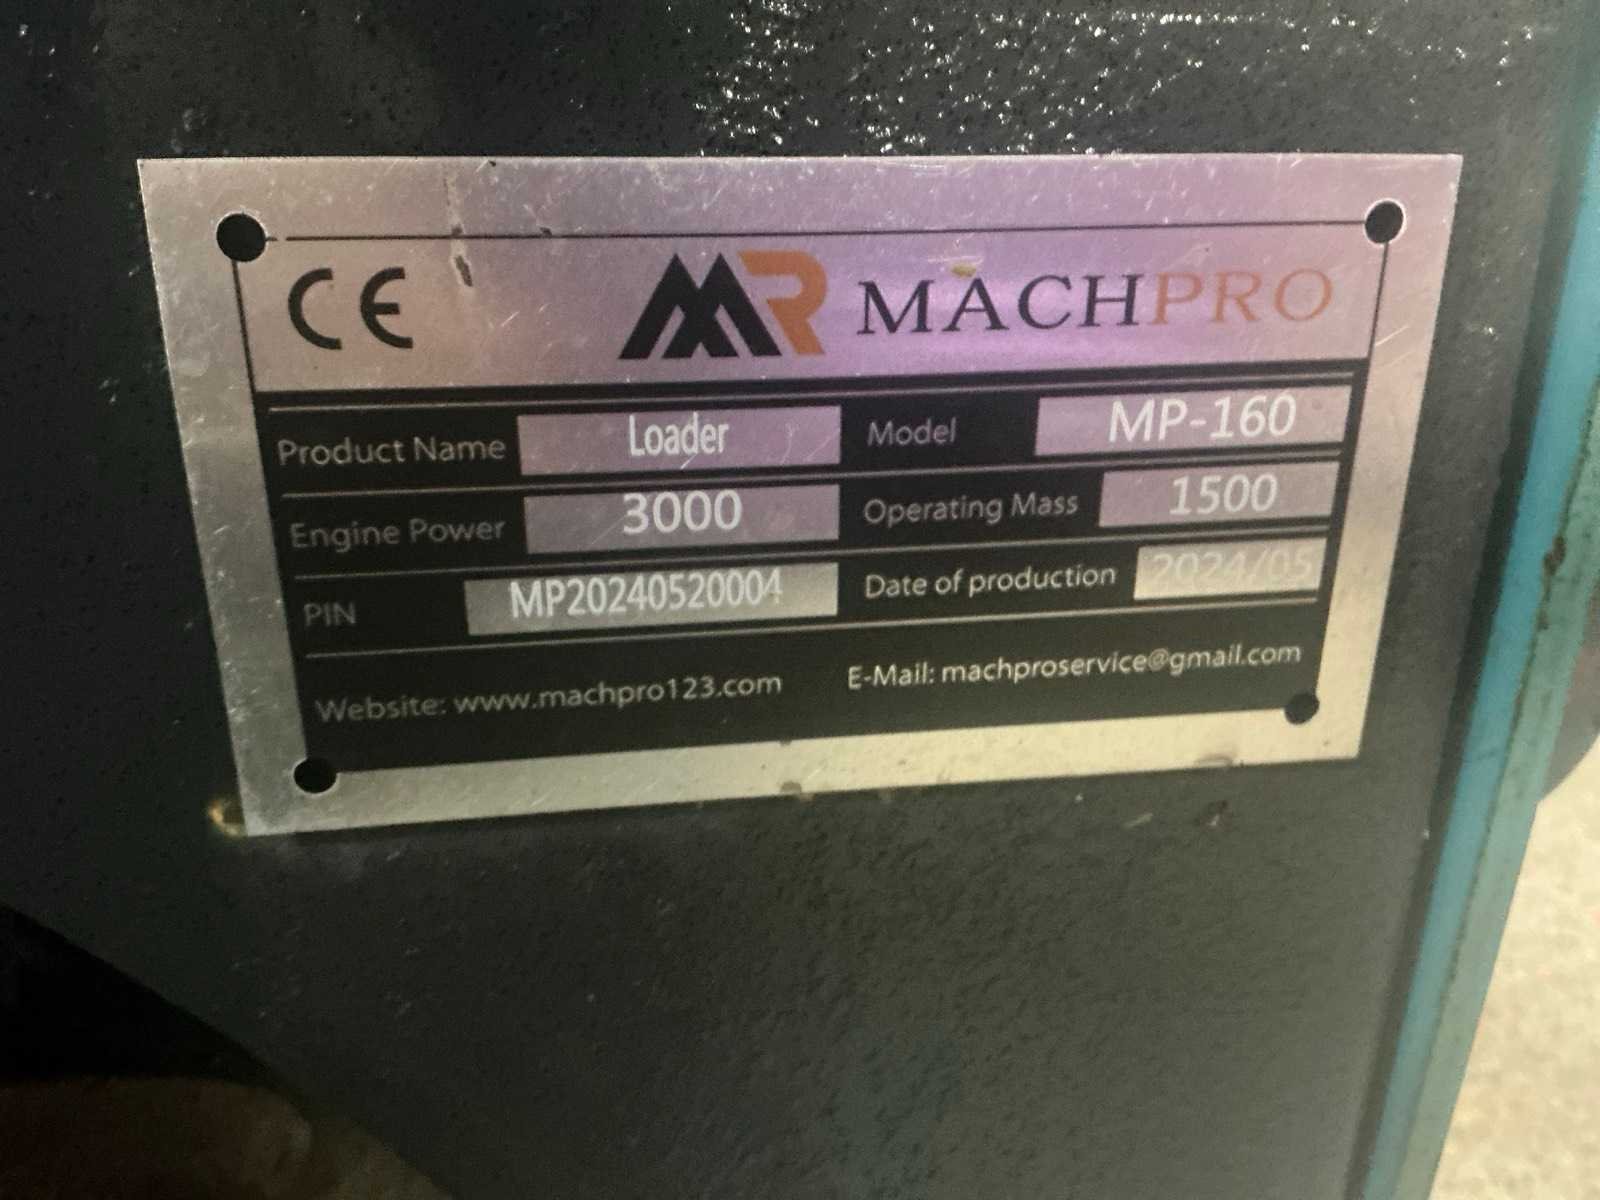 CE MR MACHPRO
Product Name Loader Model MP-160
Engine Power 3000 Operating Mass 1500
PIN MP20240520004 Date of production 2024/05
Website: www.machpro123.com E-Mail: machproservice@gmail.com